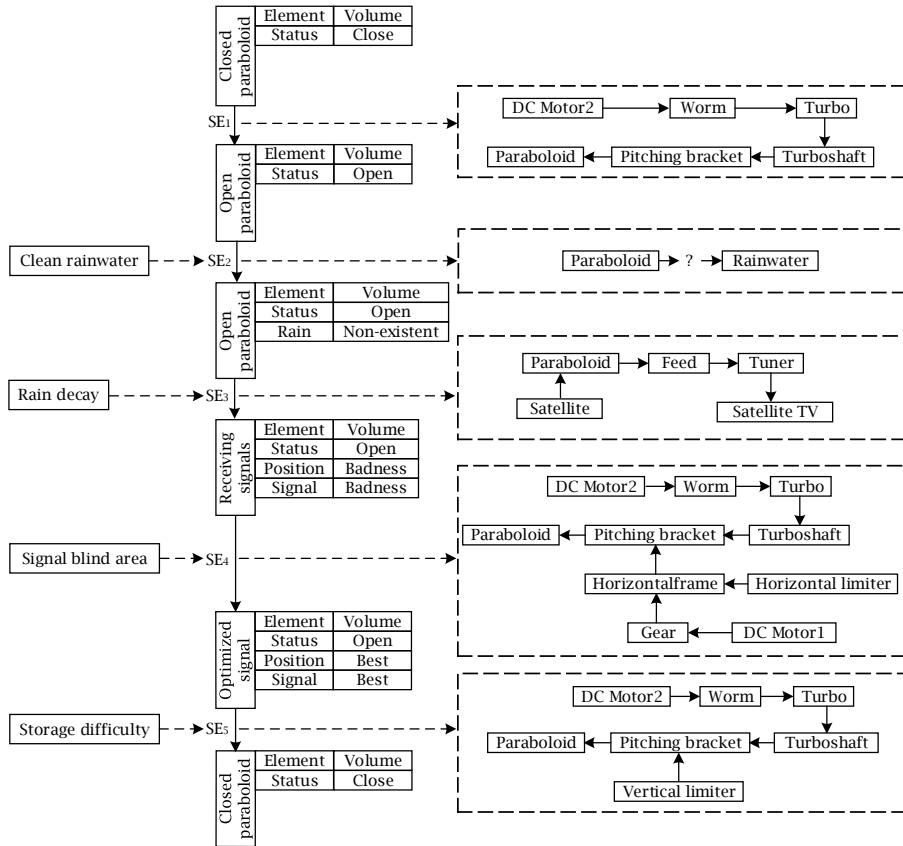 Closed
paraboloid
Element Volume
Status Close
SE1
DC Motor2 Worm Turbo
Paraboloid Pitching bracket Turboshaft
Open
paraboloid
Element Volume
Status Open
Clean rainwater
SE2
Paraboloid ? Rainwater
Open
paraboloid
Element Volume
Status Open
Rain Non-existent
Rain decay
SE3
Paraboloid Feed Tuner
Satellite Satellite TV
Receiving
signals
Element Volume
Status Open
Position Badness
Signal Badness
Signal blind area
SE4
DC Motor2 Worm Turbo
Paraboloid Pitching bracket Turboshaft
Horizontalframe Horizontal limiter
Gear DC Motor1
Optimized
signal
Element Volume
Status Open
Position Best
Signal Best
Storage difficulty
SE5
DC Motor2 Worm Turbo
Paraboloid Pitching bracket Turboshaft
Vertical limiter
Closed
paraboloid
Element Volume
Status Close